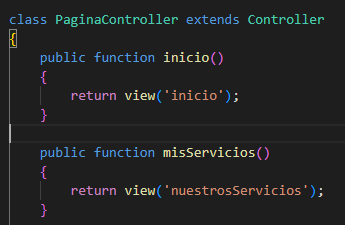 class PaginaController extends Controller
{
    public function inicio()
    {
        return view('inicio');
    }

    public function misServicios()
    {
        return view('nuestrosServicios');
    }